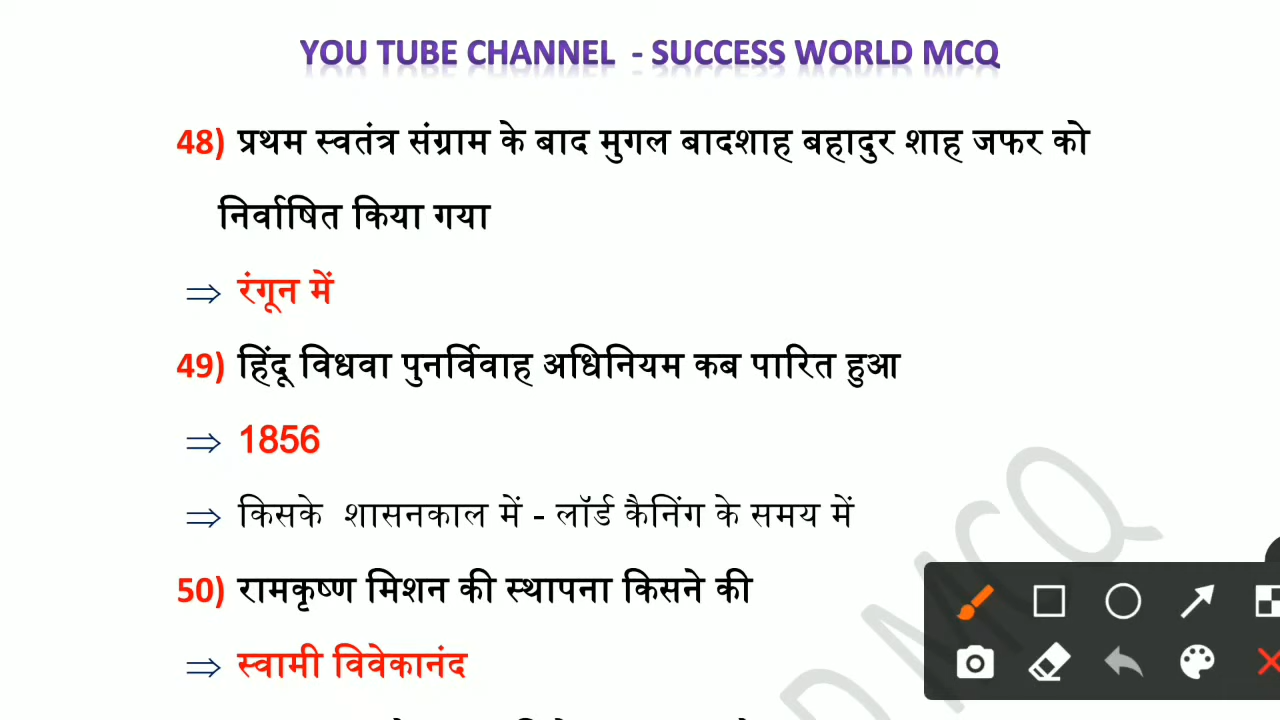 YOU TUBE CHANNEL - SUCCESS WORLD MCQ
48) प्रथम स्वतंत्र संग्राम के बाद मुगल बादशाह बहादुर शाह जफर को
निर्वाषित किया गया
⇒ रंगून में
49) हिंदू विधवा पुनर्विवाह अधिनियम कब पारित हुआ
⇒ 1856
⇒ किसके शासनकाल में - लॉर्ड कैनिंग के समय में
50) रामकृष्ण मिशन की स्थापना किसने की
⇒ स्वामी विवेकानंद
D MCQ